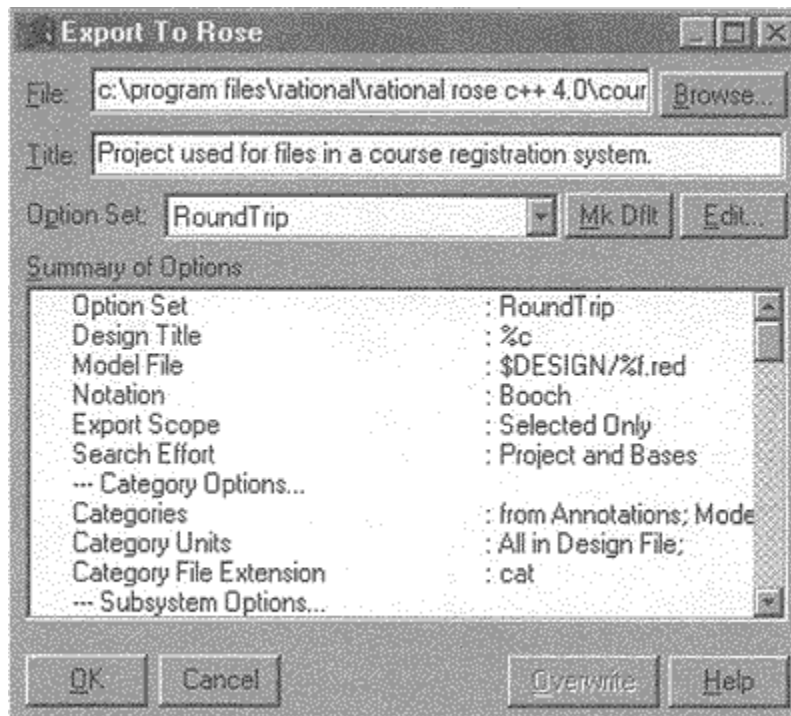 Export To Rose
File: c:\program files\rational\rational rose c++ 4.0\cour Browse...
Title: Project used for files in a course registration system.
Option Set: RoundTrip Mk Dflt Edit...
Summary of Options
Option Set : RoundTrip
Design Title : %c
Model File : $DESIGN/%f.red
Notation : Booch
Export Scope : Selected Only
Search Effort : Project and Bases
--- Category Options...
Categories : from Annotations; Mode
Category Units : All in Design File;
Category File Extension : cat
--- Subsystem Options...
OK Cancel Overwrite Help